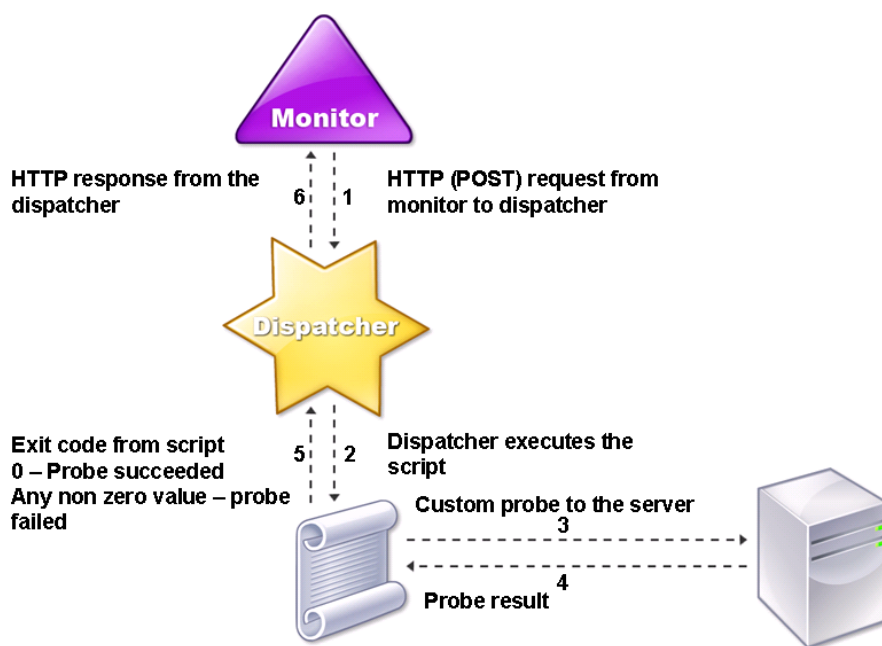 Monitor
HTTP response from the
dispatcher
6
1
HTTP (POST) request from
monitor to dispatcher
Dispatcher
Exit code from script
0 – Probe succeeded
Any non zero value – probe
failed
5
2
Dispatcher executes the
script
Custom probe to the server
3
4
Probe result